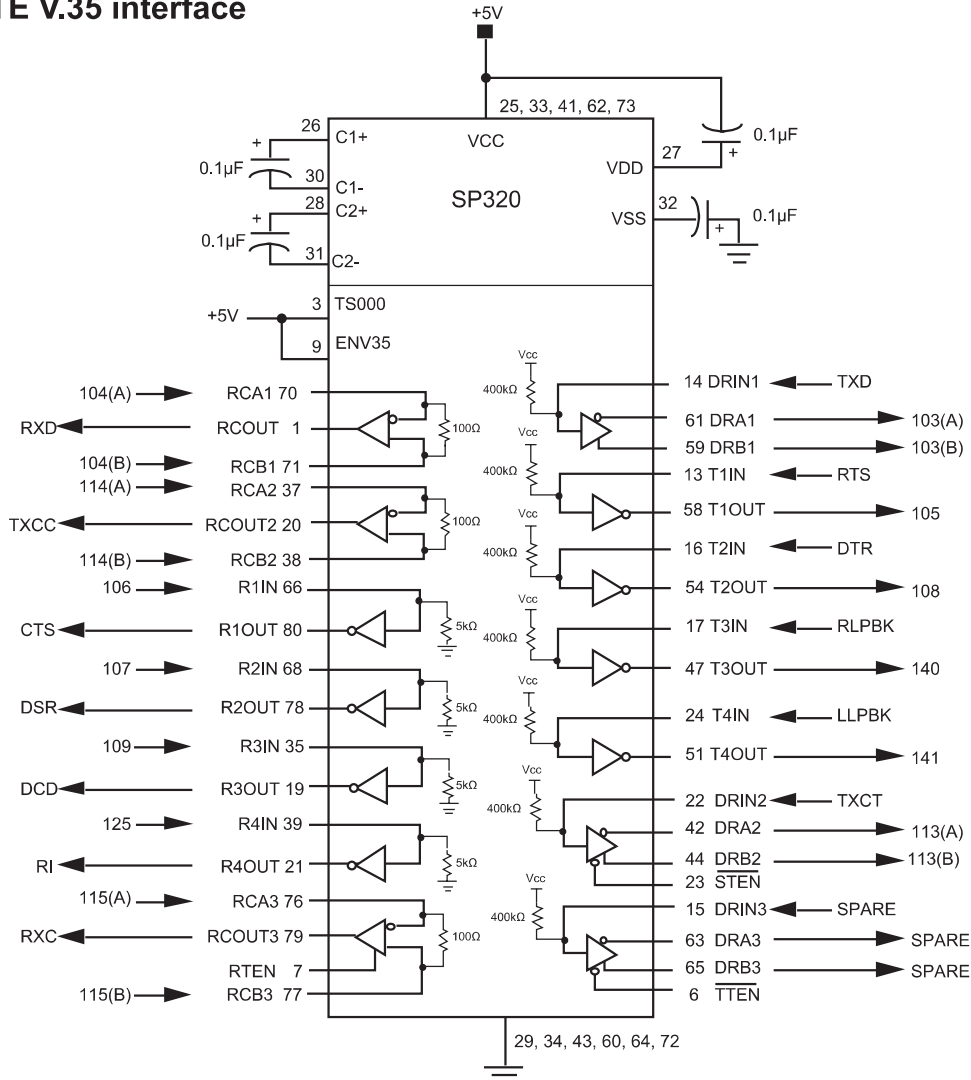 TE V.35 interface
+5V
25, 33, 41, 62, 73
26
C1+
VCC
+
0.1µF
30
C1-
28
C2+
+
0.1µF
31
C2-
SP320
27
VDD
0.1µF
+
32
VSS
0.1µF
+
3
TS000
+5V
9
ENV35
104(A)
RCA1 70
RXD
RCOUT 1
100Ω
104(B)
RCB1 71
114(A)
RCA2 37
TXCC
RCOUT2 20
100Ω
114(B)
RCB2 38
106
R1IN 66
CTS
R1OUT 80
5kΩ
107
R2IN 68
DSR
R2OUT 78
5kΩ
109
R3IN 35
DCD
R3OUT 19
5kΩ
125
R4IN 39
RI
R4OUT 21
5kΩ
115(A)
RCA3 76
RXC
RCOUT3 79
100Ω
RTEN 7
115(B)
RCB3 77
Vcc
400kΩ
14 DRIN1
TXD
61 DRA1
103(A)
59 DRB1
103(B)
Vcc
400kΩ
13 T1IN
RTS
58 T1OUT
105
Vcc
400kΩ
16 T2IN
DTR
54 T2OUT
108
Vcc
400kΩ
17 T3IN
RLPBK
47 T3OUT
140
Vcc
400kΩ
24 T4IN
LLPBK
51 T4OUT
141
Vcc
400kΩ
22 DRIN2
TXCT
42 DRA2
113(A)
44 DRB2
113(B)
23 STEN
Vcc
400kΩ
15 DRIN3
SPARE
63 DRA3
SPARE
65 DRB3
SPARE
6 TTEN
29, 34, 43, 60, 64, 72